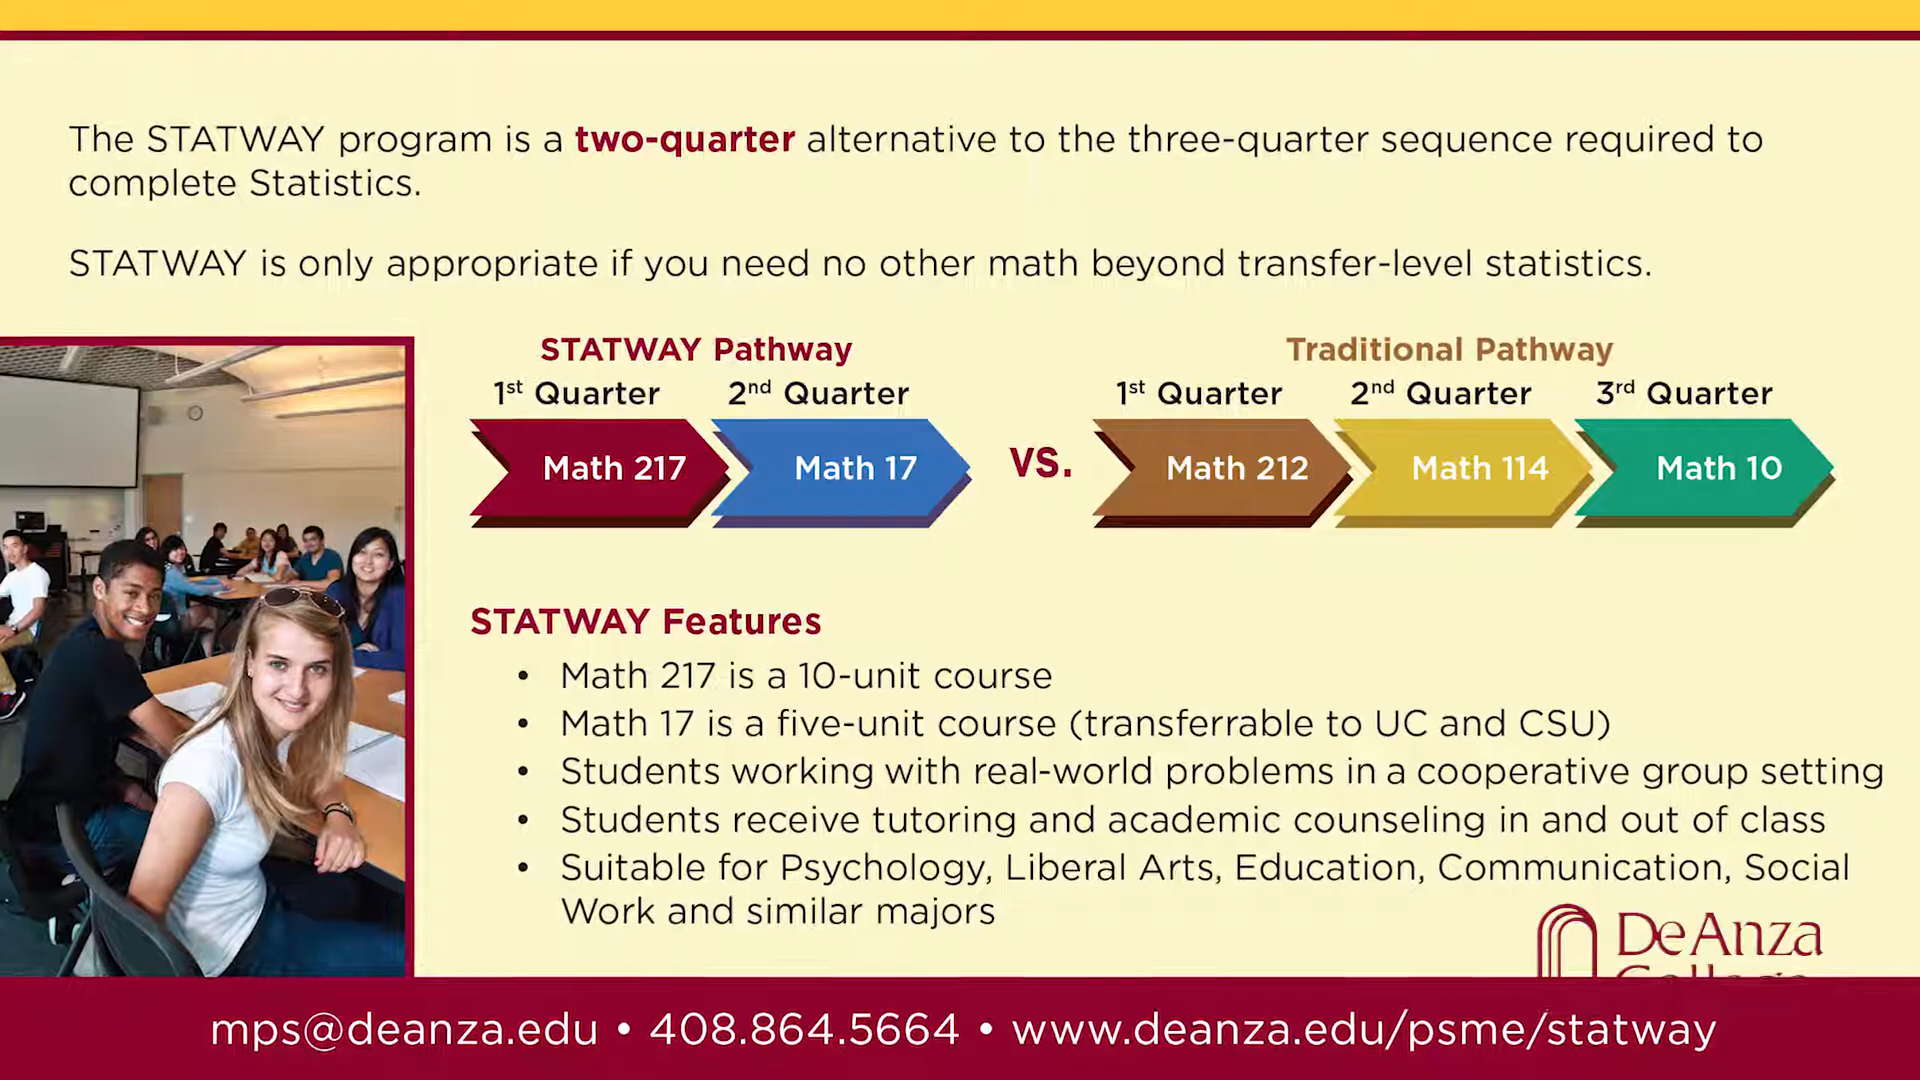 The STATWAY program is a two-quarter alternative to the three-quarter sequence required to
complete Statistics.
STATWAY is only appropriate if you need no other math beyond transfer-level statistics.
STATWAY Pathway
1st Quarter 2nd Quarter
Math 217 Math 17
VS.
Traditional Pathway
1st Quarter 2nd Quarter 3rd Quarter
Math 212 Math 114 Math 10
STATWAY Features
• Math 217 is a 10-unit course
• Math 17 is a five-unit course (transferrable to UC and CSU)
• Students working with real-world problems in a cooperative group setting
• Students receive tutoring and academic counseling in and out of class
• Suitable for Psychology, Liberal Arts, Education, Communication, Social
Work and similar majors
De Anza
College
mps@deanza.edu • 408.864.5664 • www.deanza.edu/psme/statway